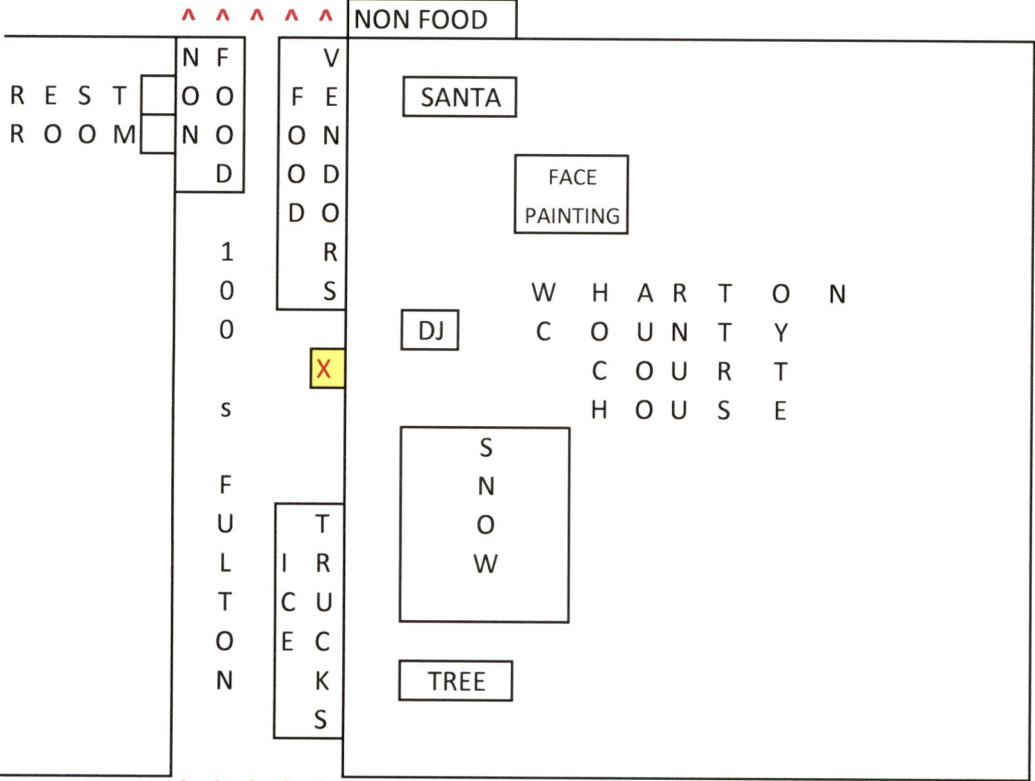 ^ ^ ^ ^ ^
NON FOOD
NON FOOD
FOOD VENDORS
REST
ROOM
SANTA
FACE
PAINTING
100 s FULTON
WHARTON
COUNTY
COURT
HOUSE
DJ
X
SNOW
ICE TRUCKS
TREE